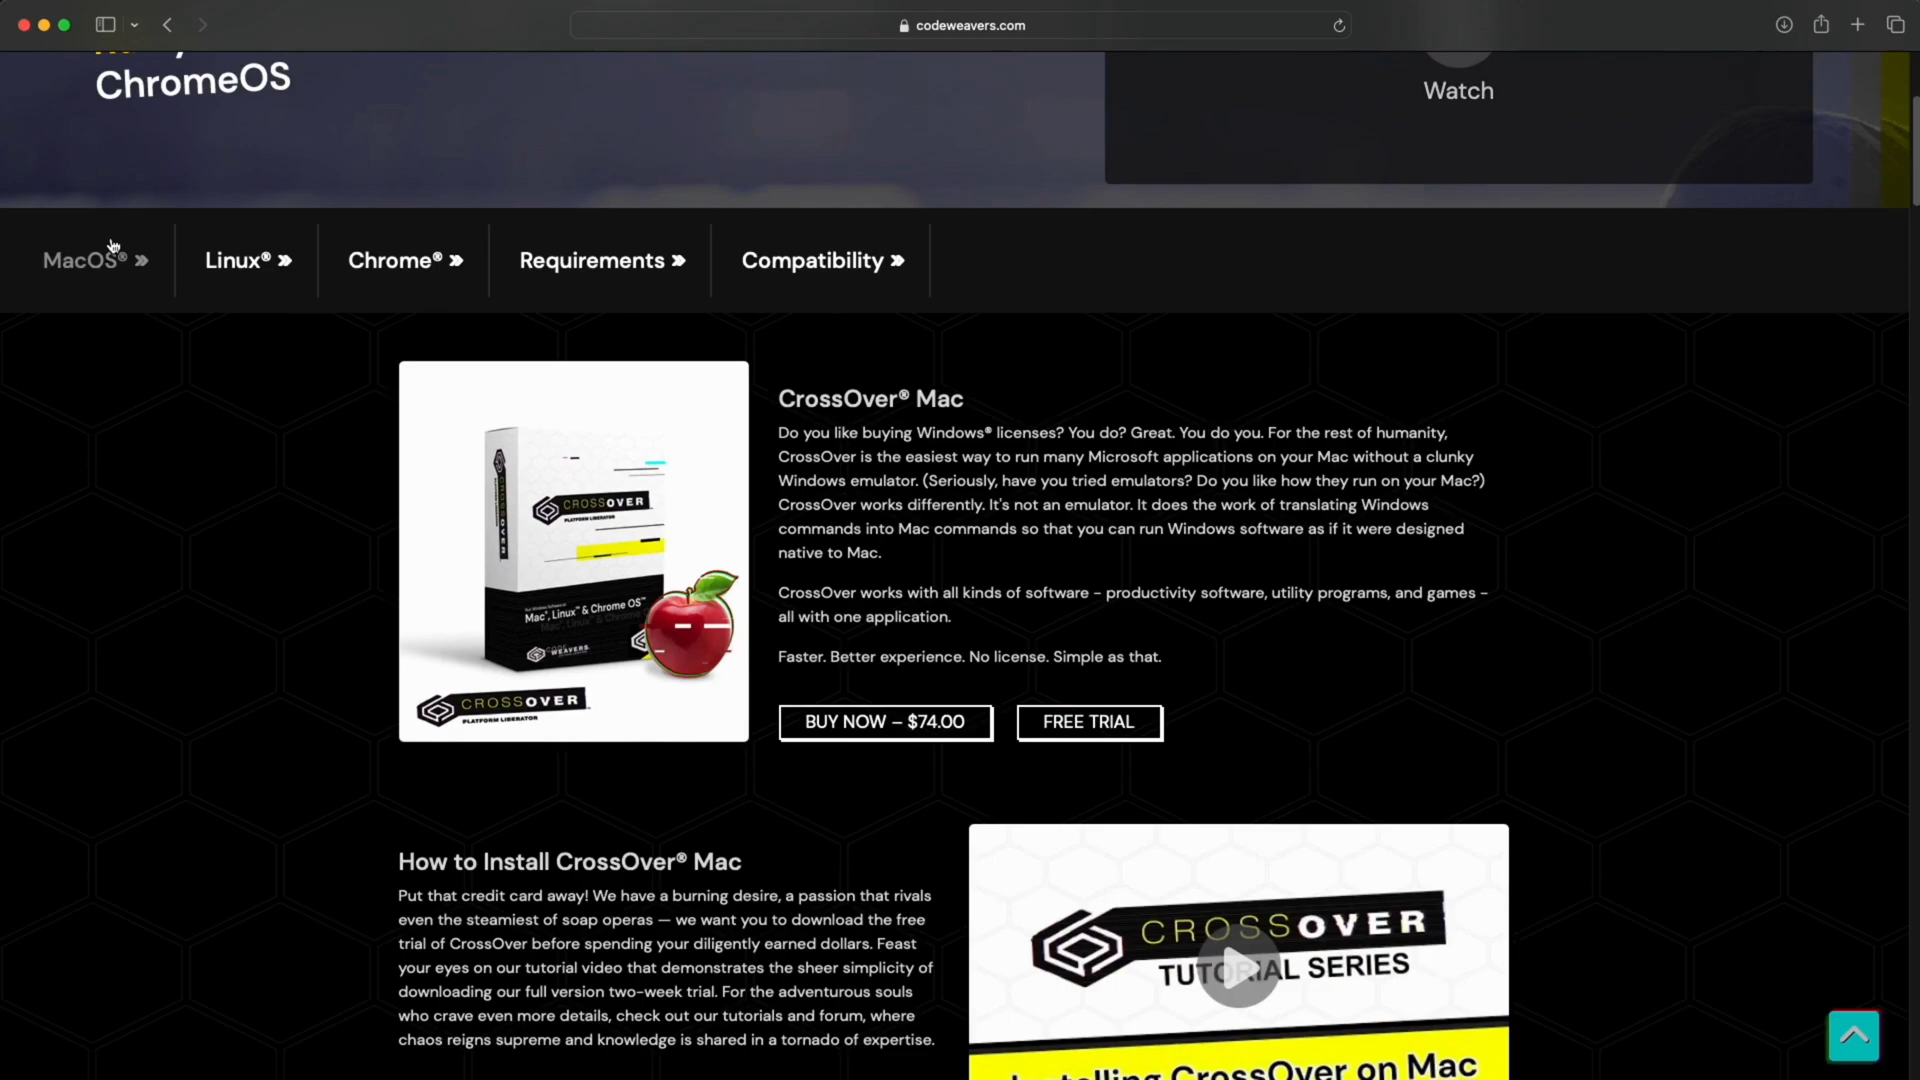 codeweavers.com
ChromeOS
Watch
MacOS® »
Linux® »
Chrome® »
Requirements »
Compatibility »
CROSSOVER
PLATFORM LIBERATOR
CROSSOVER
Mac, Linux™ & Chrome OS™
CODE WEAVERS
CROSSOVER
PLATFORM LIBERATOR
CrossOver® Mac
Do you like buying Windows® licenses? You do? Great. You do you. For the rest of humanity,
CrossOver is the easiest way to run many Microsoft applications on your Mac without a clunky
Windows emulator. (Seriously, have you tried emulators? Do you like how they run on your Mac?)
CrossOver works differently. It's not an emulator. It does the work of translating Windows
commands into Mac commands so that you can run Windows software as if it were designed
native to Mac.
CrossOver works with all kinds of software – productivity software, utility programs, and games –
all with one application.
Faster. Better experience. No license. Simple as that.
BUY NOW – $74.00
FREE TRIAL
How to Install CrossOver® Mac
Put that credit card away! We have a burning desire, a passion that rivals
even the steamiest of soap operas — we want you to download the free
trial of CrossOver before spending your diligently earned dollars. Feast
your eyes on our tutorial video that demonstrates the sheer simplicity of
downloading our full version two-week trial. For the adventurous souls
who crave even more details, check out our tutorials and forum, where
chaos reigns supreme and knowledge is shared in a tornado of expertise.
CROSSOVER
TUTORIAL SERIES
Installing CrossOver on Mac